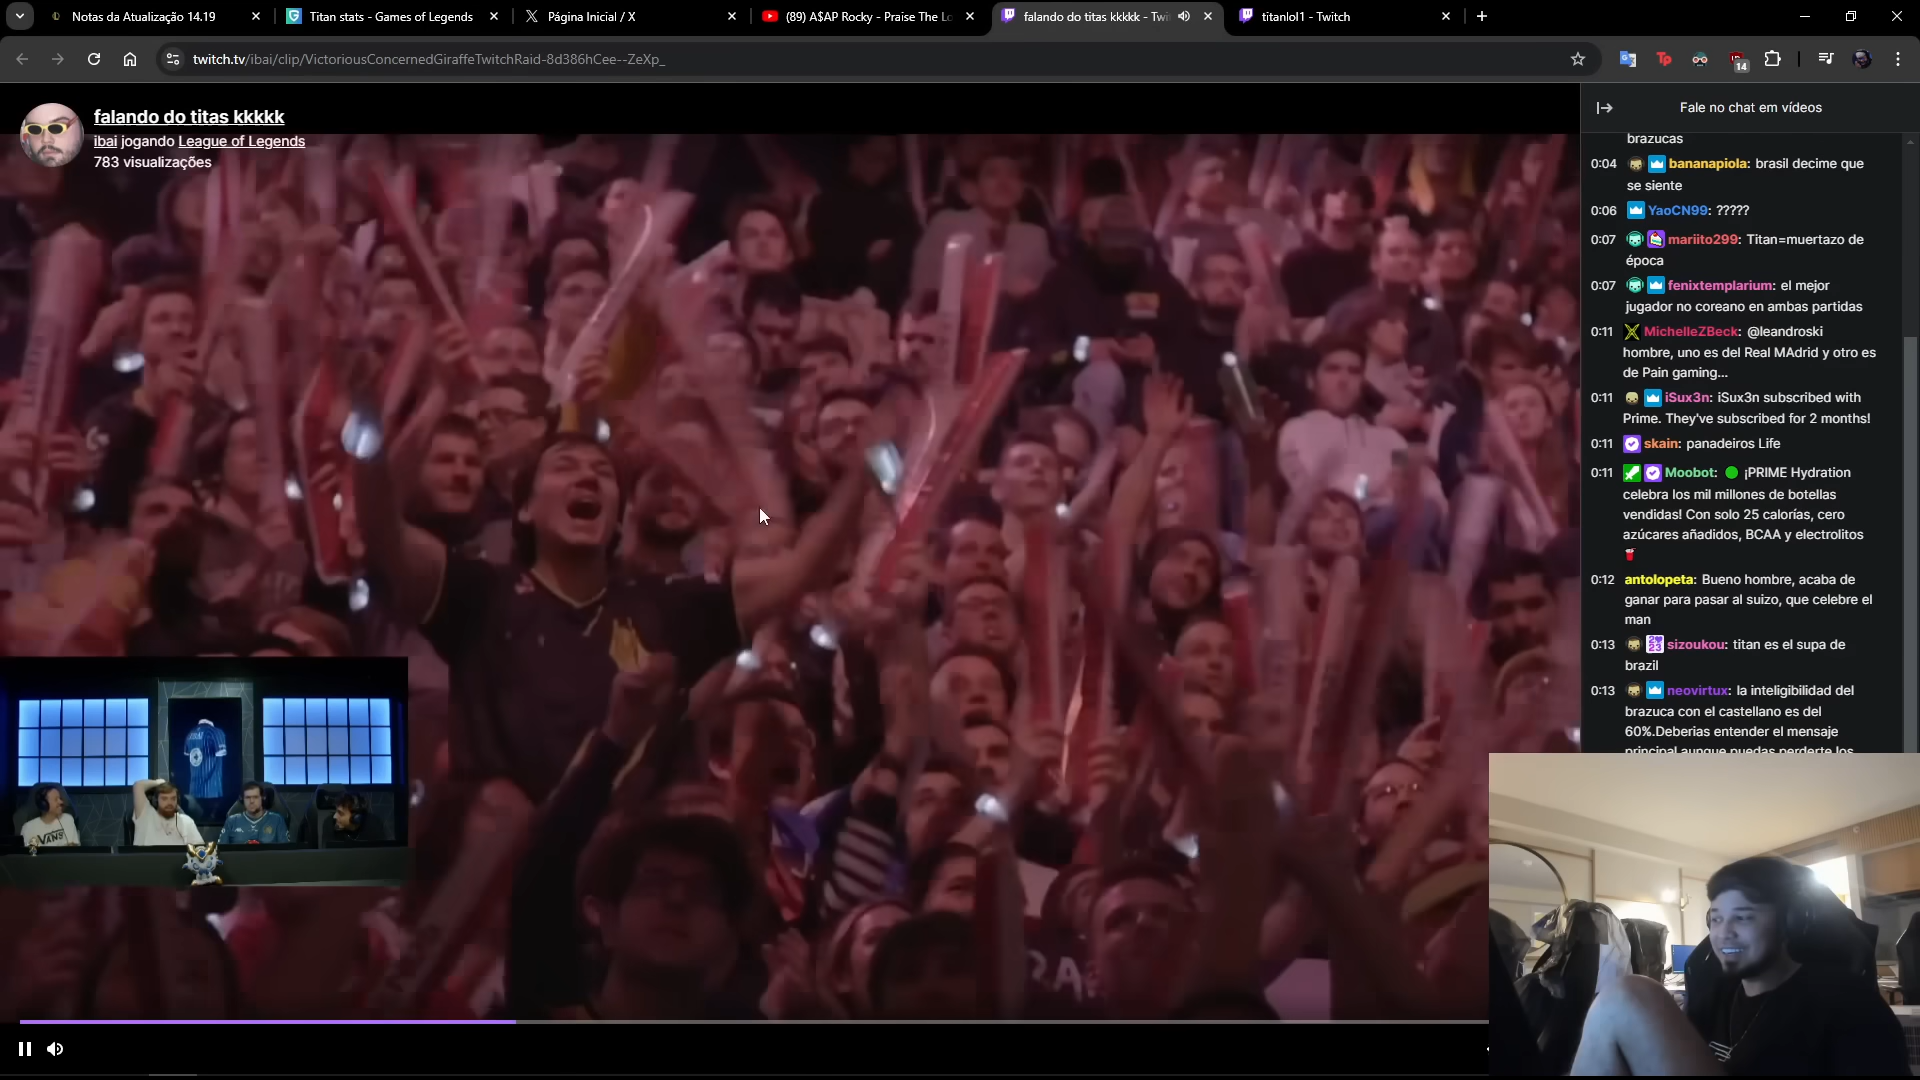 Notas da Atualização 14.19
Titan stats - Games of Legends
Página Inicial / X
(89) A$AP Rocky - Praise The Lo
falando do titas kkkkk - Twi
titanlol1 - Twitch
twitch.tv/ibai/clip/VictoriousConcernedGiraffeTwitchRaid-8d386hCee--ZeXp_
14
falando do titas kkkkk
ibai jogando League of Legends
783 visualizações
Fale no chat em vídeos
brazucas
0:04 bananapiola: brasil decime que
se siente
0:06 YaoCN99: ?????
0:07 mariito299: Titan=muertazo de
época
0:07 fenixtemplarium: el mejor
jugador no coreano en ambas partidas
0:11 MichelleZBeck: @leandroski
hombre, uno es del Real MAdrid y otro es
de Pain gaming...
0:11 iSux3n: iSux3n subscribed with
Prime. They've subscribed for 2 months!
0:11 skain: panadeiros Life
0:11 Moobot: ¡PRIME Hydration
celebra los mil millones de botellas
vendidas! Con solo 25 calorías, cero
azúcares añadidos, BCAA y electrolitos
0:12 antolopeta: Bueno hombre, acaba de
ganar para pasar al suizo, que celebre el
man
0:13 sizoukou: titan es el supa de
brazil
0:13 neovirtux: la inteligibilidad del
brazuca con el castellano es del
60%.Deberias entender el mensaje
principal aunque puedas perderte los
VANS